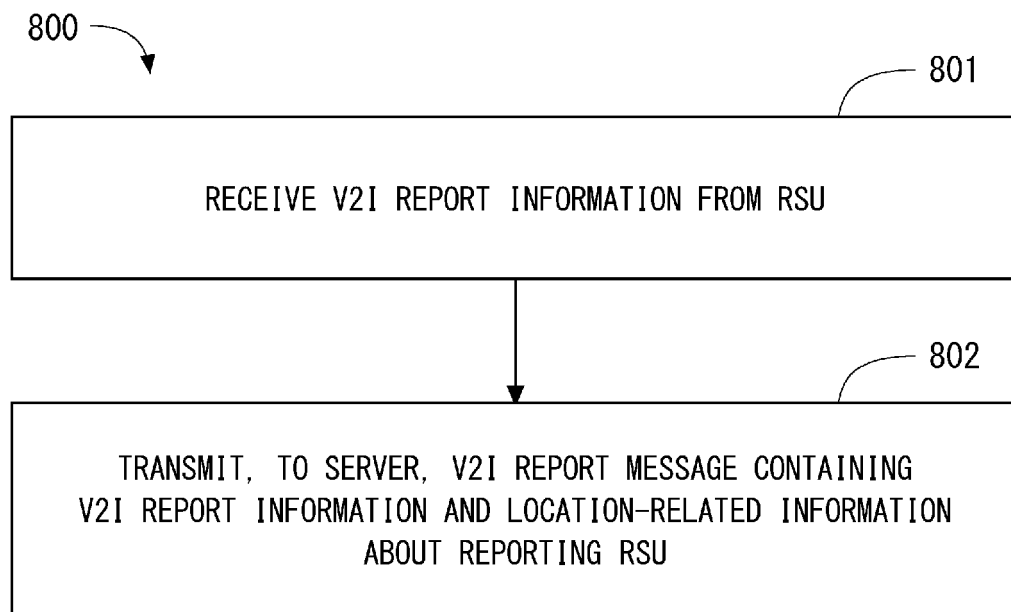 800
801
RECEIVE V2I REPORT INFORMATION FROM RSU
802
TRANSMIT, TO SERVER, V2I REPORT MESSAGE CONTAINING
V2I REPORT INFORMATION AND LOCATION-RELATED INFORMATION
ABOUT REPORTING RSU